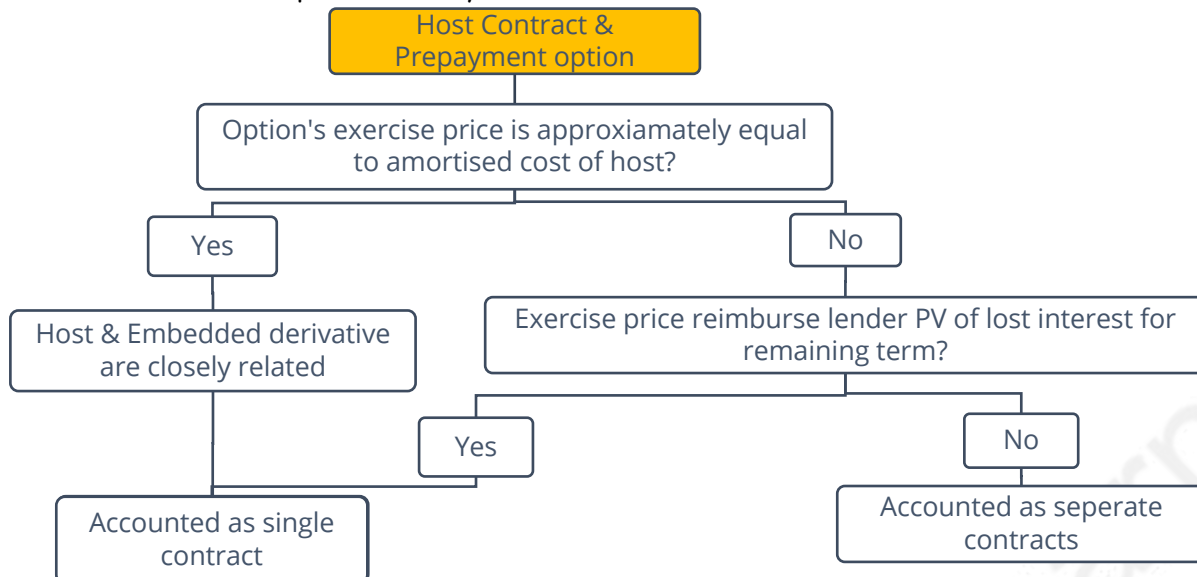 Host Contract &
Prepayment option
Option's exercise price is approxiamately equal
to amortised cost of host?
Yes
No
Host & Embedded derivative
are closely related
Exercise price reimburse lender PV of lost interest for
remaining term?
Yes
No
Accounted as single
contract
Accounted as seperate
contracts